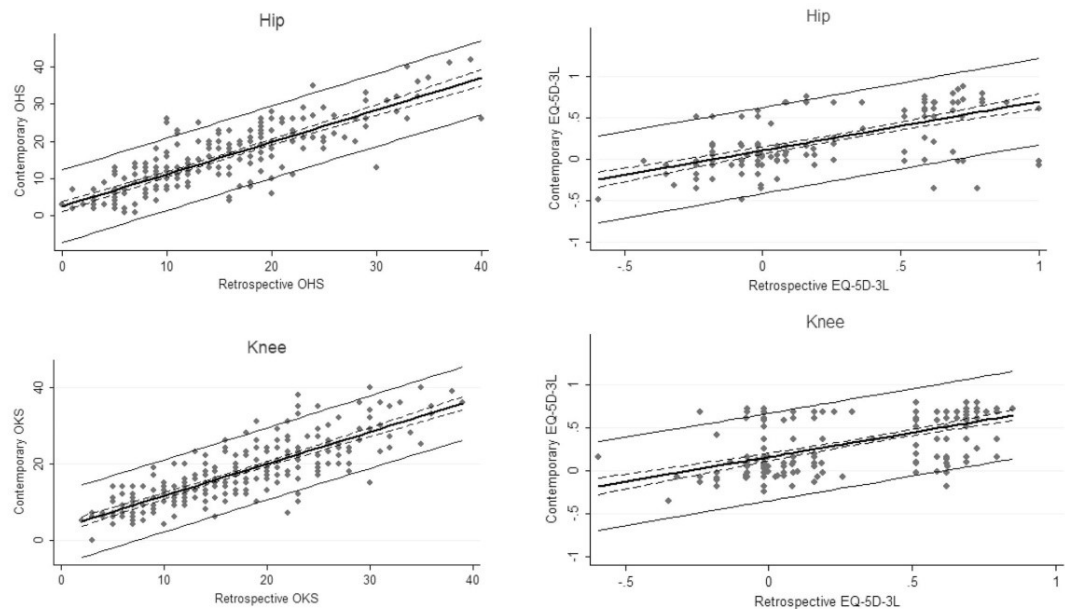 Hip
Contemporary OHS
40
30
20
10
0
0 10 20 30 40
Retrospective OHS
Hip
Contemporary EQ-5D-3L
1
.5
0
-.5
-1
-.5 0 .5 1
Retrospective EQ-5D-3L
Knee
Contemporary OKS
40
20
0
0 10 20 30 40
Retrospective OKS
Knee
Contemporary EQ-5D-3L
1
.5
0
-.5
-1
-.5 0 .5 1
Retrospective EQ-5D-3L